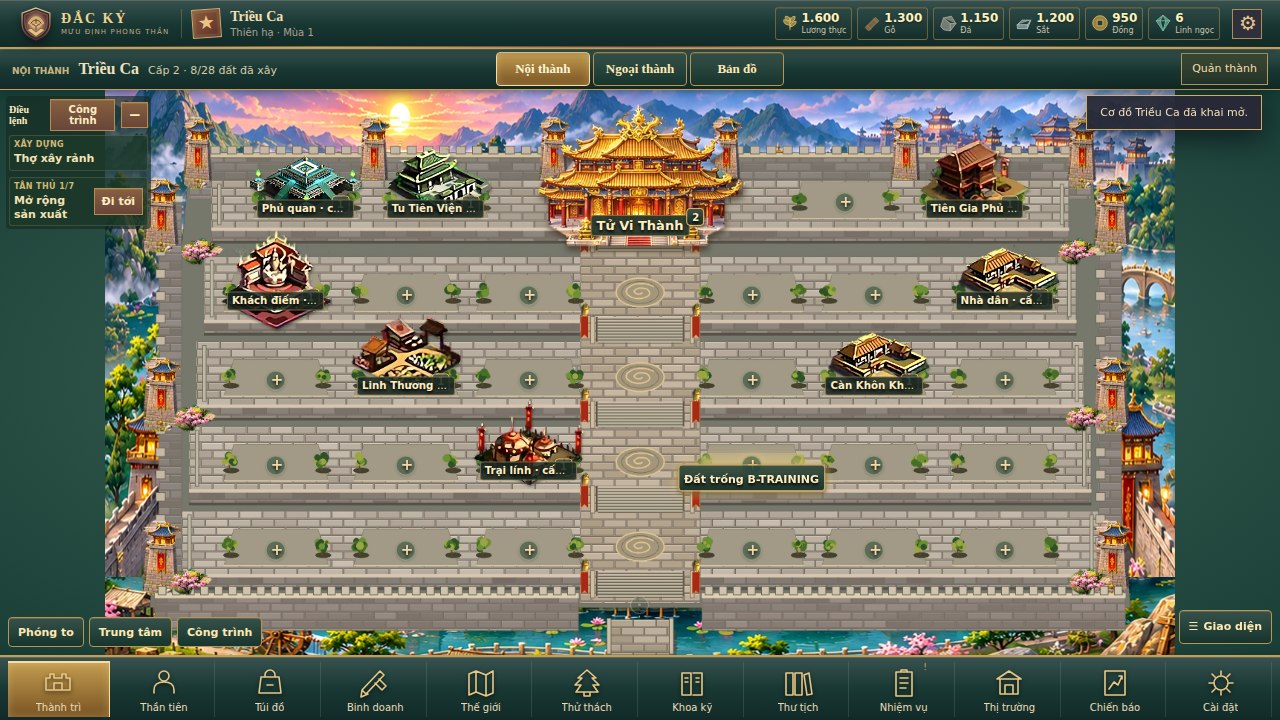 ĐẮC KỶ
MƯU ĐỊNH PHONG THẦN
Triều Ca
Thiên hạ · Mùa 1
1.600
Lương thực
1.300
Gỗ
1.150
Đá
1.200
Sắt
950
Đồng
6
Linh ngọc
NỘI THÀNH Triều Ca Cấp 2 · 8/28 đất đã xây
Nội thành
Ngoại thành
Bản đồ
Quản thành
Cơ đồ Triều Ca đã khai mở.
Điều lệnh
Công trình
−
XÂY DỰNG
Thợ xây rảnh
TÂN THỦ 1/7
Mở rộng sản xuất
Đi tới
Phủ quan · c...
Tu Tiên Viện ...
Tử Vi Thành
2
Tiên Gia Phủ ...
Khách điếm ·...
Nhà dân · cấ...
Linh Thương ...
Càn Khôn Kh...
Trại lính · cấ...
Đất trống B-TRAINING
Phóng to
Trung tâm
Công trình
☰ Giao diện
Thành trì
Thần tiên
Túi đồ
Binh doanh
Thế giới
Thử thách
Khoa kỹ
Thư tịch
Nhiệm vụ
!
Thị trường
Chiến báo
Cài đặt